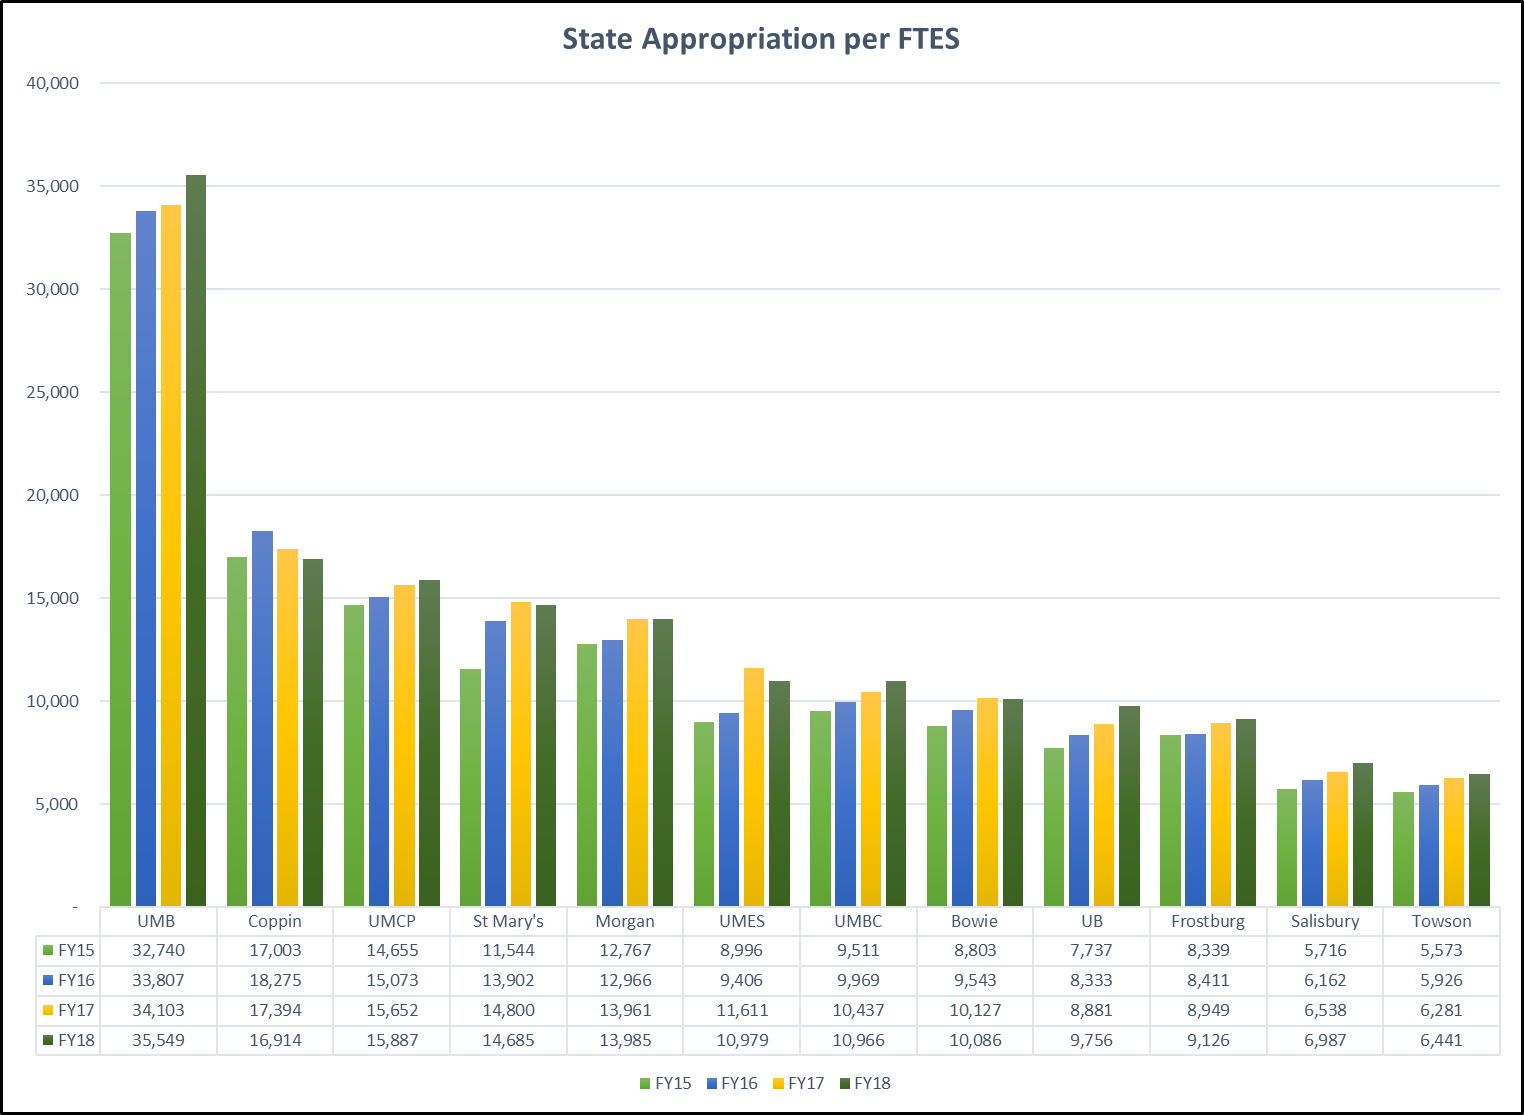 State Appropriation per FTES
40,000
35,000
30,000
25,000
20,000
15,000
10,000
5,000
-
UMB Coppin UMCP St Mary's Morgan UMES UMBC Bowie UB Frostburg Salisbury Towson
FY15 32,740 17,003 14,655 11,544 12,767 8,996 9,511 8,803 7,737 8,339 5,716 5,573
FY16 33,807 18,275 15,073 13,902 12,966 9,406 9,969 9,543 8,333 8,411 6,162 5,926
FY17 34,103 17,394 15,652 14,800 13,961 11,611 10,437 10,127 8,881 8,949 6,538 6,281
FY18 35,549 16,914 15,887 14,685 13,985 10,979 10,966 10,086 9,756 9,126 6,987 6,441
FY15 FY16 FY17 FY18